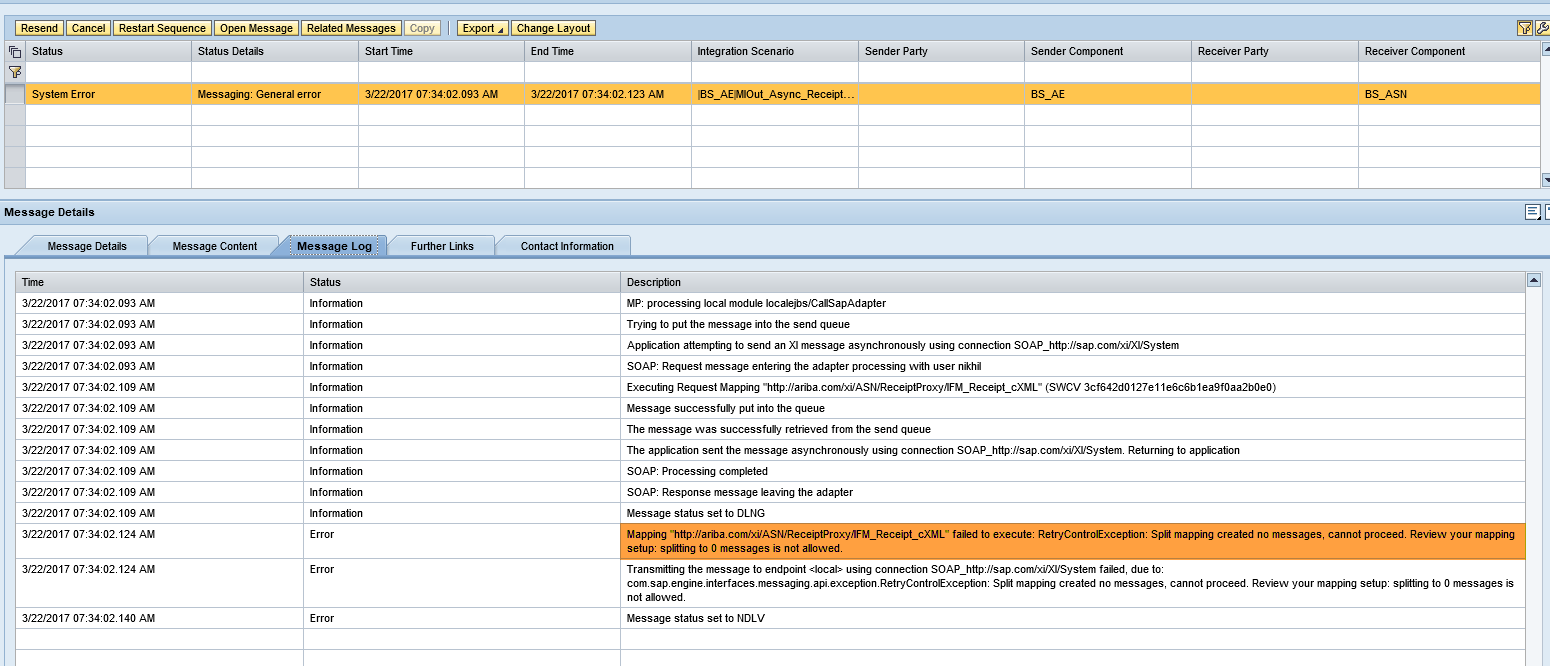 Resend Cancel Restart Sequence Open Message Related Messages Copy Export Change Layout
Status Status Details Start Time End Time Integration Scenario Sender Party Sender Component Receiver Party Receiver Component
System Error Messaging: General error 3/22/2017 07:34:02.093 AM 3/22/2017 07:34:02.123 AM |BS_AE|MIOut_Async_Receipt... BS_AE BS_ASN
Message Details
Message Details Message Content Message Log Further Links Contact Information
Time Status Description
3/22/2017 07:34:02.093 AM Information MP: processing local module localejbs/CallSapAdapter
3/22/2017 07:34:02.093 AM Information Trying to put the message into the send queue
3/22/2017 07:34:02.093 AM Information Application attempting to send an XI message asynchronously using connection SOAP_http://sap.com/xi/XI/System
3/22/2017 07:34:02.093 AM Information SOAP: Request message entering the adapter processing with user nikhil
3/22/2017 07:34:02.109 AM Information Executing Request Mapping "http://ariba.com/xi/ASN/ReceiptProxy/IFM_Receipt_cXML" (SWCV 3cf642d0127e11e6c6b1ea9f0aa2b0e0)
3/22/2017 07:34:02.109 AM Information Message successfully put into the queue
3/22/2017 07:34:02.109 AM Information The message was successfully retrieved from the send queue
3/22/2017 07:34:02.109 AM Information The application sent the message asynchronously using connection SOAP_http://sap.com/xi/XI/System. Returning to application
3/22/2017 07:34:02.109 AM Information SOAP: Processing completed
3/22/2017 07:34:02.109 AM Information SOAP: Response message leaving the adapter
3/22/2017 07:34:02.109 AM Information Message status set to DLNG
3/22/2017 07:34:02.124 AM Error Mapping "http://ariba.com/xi/ASN/ReceiptProxy/IFM_Receipt_cXML" failed to execute: RetryControlException: Split mapping created no messages, cannot proceed. Review your mapping
setup: splitting to 0 messages is not allowed.
3/22/2017 07:34:02.124 AM Error Transmitting the message to endpoint <local> using connection SOAP_http://sap.com/xi/XI/System failed, due to:
com.sap.engine.interfaces.messaging.api.exception.RetryControlException: Split mapping created no messages, cannot proceed. Review your mapping setup: splitting to 0 messages is
not allowed.
3/22/2017 07:34:02.140 AM Error Message status set to NDLV